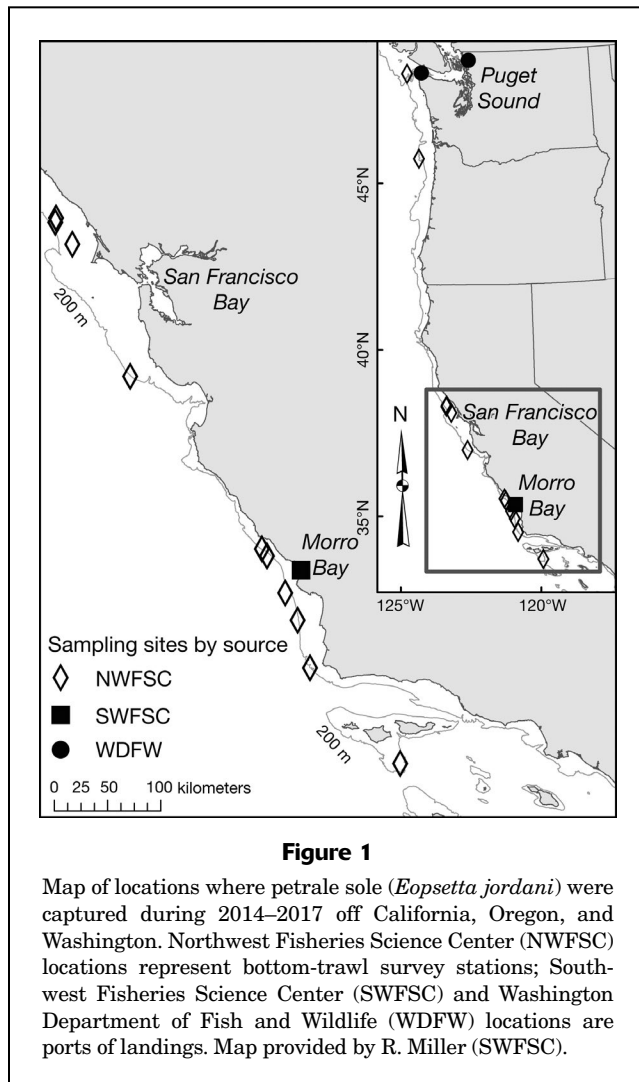 Puget
Sound
45°N
San Francisco
Bay
200 m
40°N
N
San Francisco
Bay
Morro
Bay
35°N
125°W
120°W
Morro
Bay
Sampling sites by source
NWFSC
SWFSC
WDFW
0 25 50 100 kilometers
200 m
Figure 1
Map of locations where petrale sole (Eopsetta jordani) were
captured during 2014–2017 off California, Oregon, and
Washington. Northwest Fisheries Science Center (NWFSC)
locations represent bottom-trawl survey stations; South-
west Fisheries Science Center (SWFSC) and Washington
Department of Fish and Wildlife (WDFW) locations are
ports of landings. Map provided by R. Miller (SWFSC).